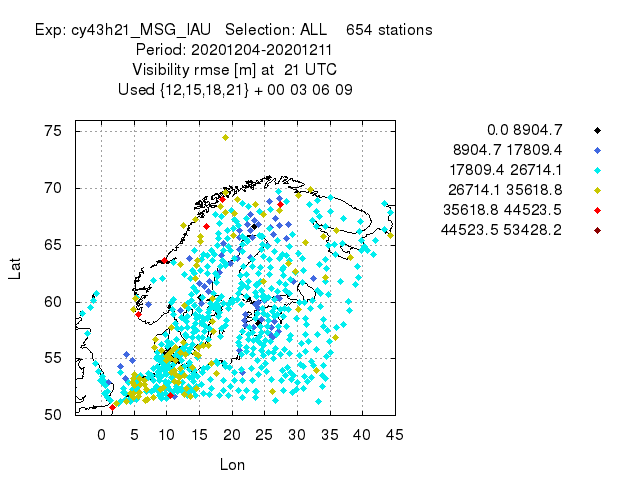 Exp: cy43h21_MSG_IAU   Selection: ALL    654 stations
Period: 20201204-20201211
Visibility rmse [m] at  21 UTC
Used {12,15,18,21} + 00 03 06 09
0.0 8904.7
8904.7 17809.4
17809.4 26714.1
26714.1 35618.8
35618.8 44523.5
44523.5 53428.2
75
70
65
60
55
50
Lat
0 5 10 15 20 25 30 35 40 45
Lon